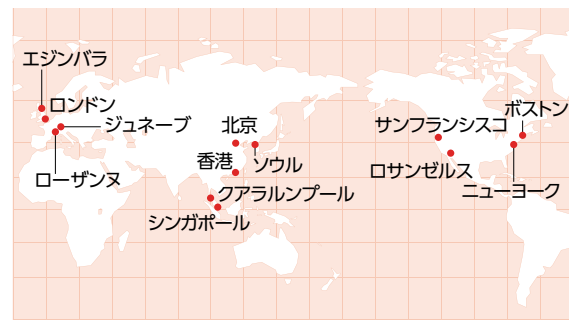 エジンバラ
ロンドン
ジュネーブ
ローザンヌ
北京
香港
ソウル
クアラルンプール
シンガポール
サンフランシスコ
ボストン
ロサンゼルス
ニューヨーク